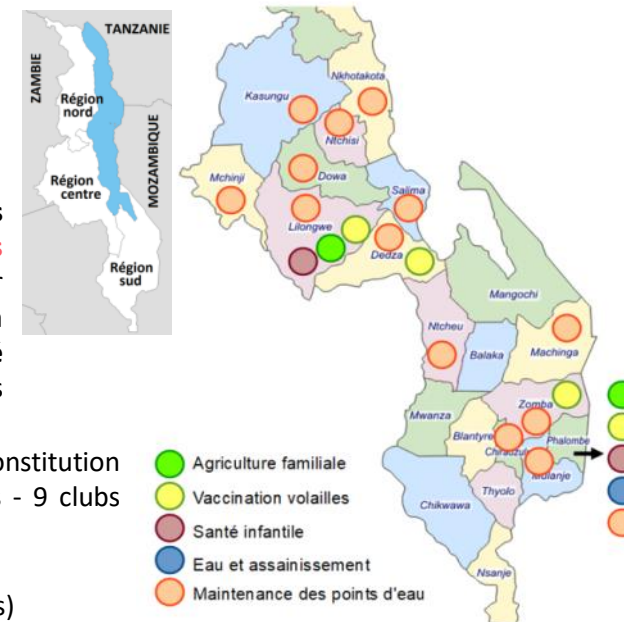 TANZANIE
ZAMBIE
Région
nord
MOZAMBIQUE
Région
centre
Région
sud
s
s
é
s
onstitution
- 9 clubs
s)
Nkhotakota
Kasungu
Ntchisi
Mchinji
Dowa
Salima
Lilongwe
Dedza
Mangochi
Ntcheu
Balaka
Machinga
Mwanza
Zomba
Blantyre
Phalombe
Chiradzulu
Mulanje
Chikwawa
Thyolo
Nsanje
Agriculture familiale
Vaccination volailles
Santé infantile
Eau et assainissement
Maintenance des points d'eau